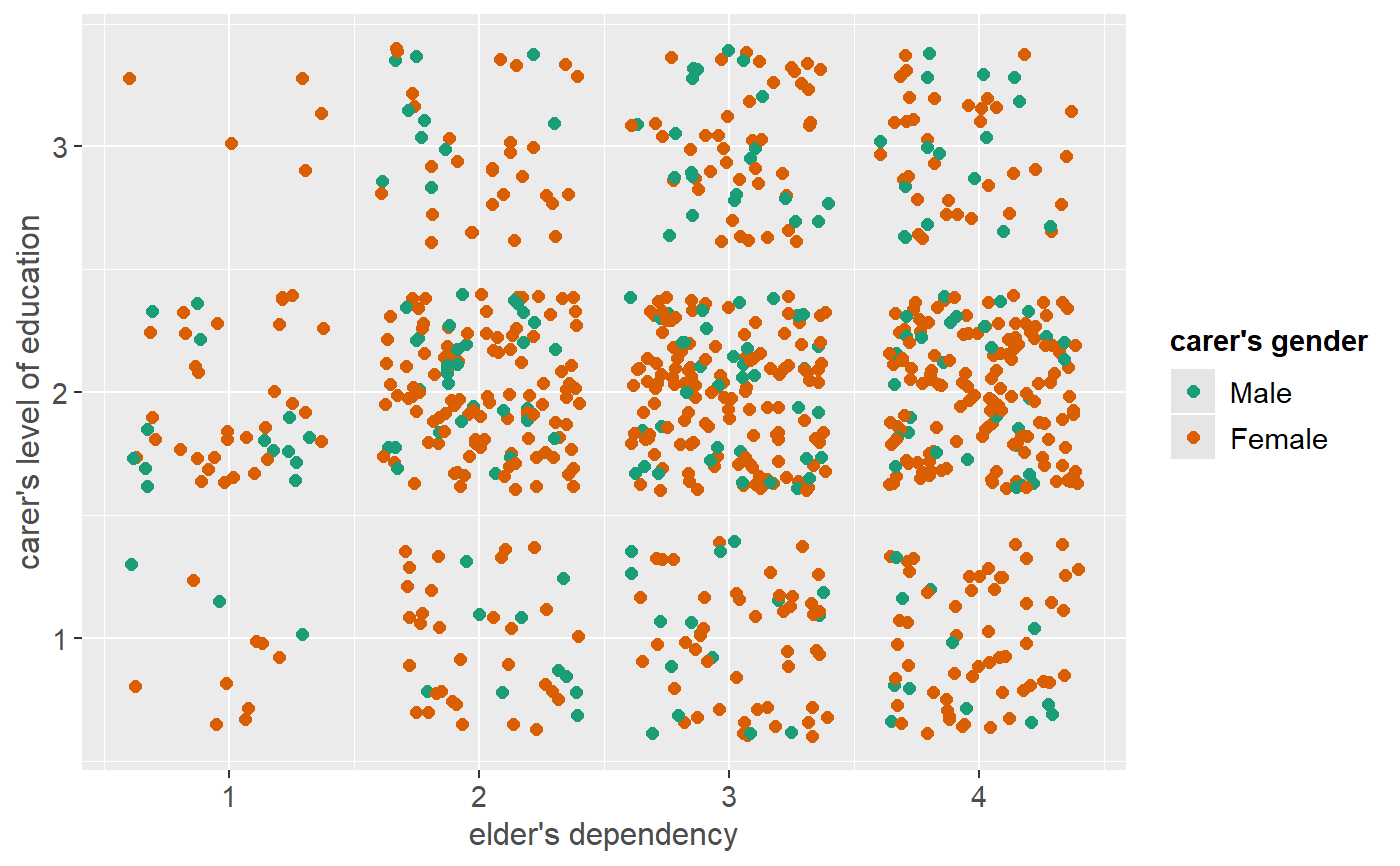 3
2
1
carer's level of education
1 2 3 4
elder's dependency
carer's gender
Male
Female